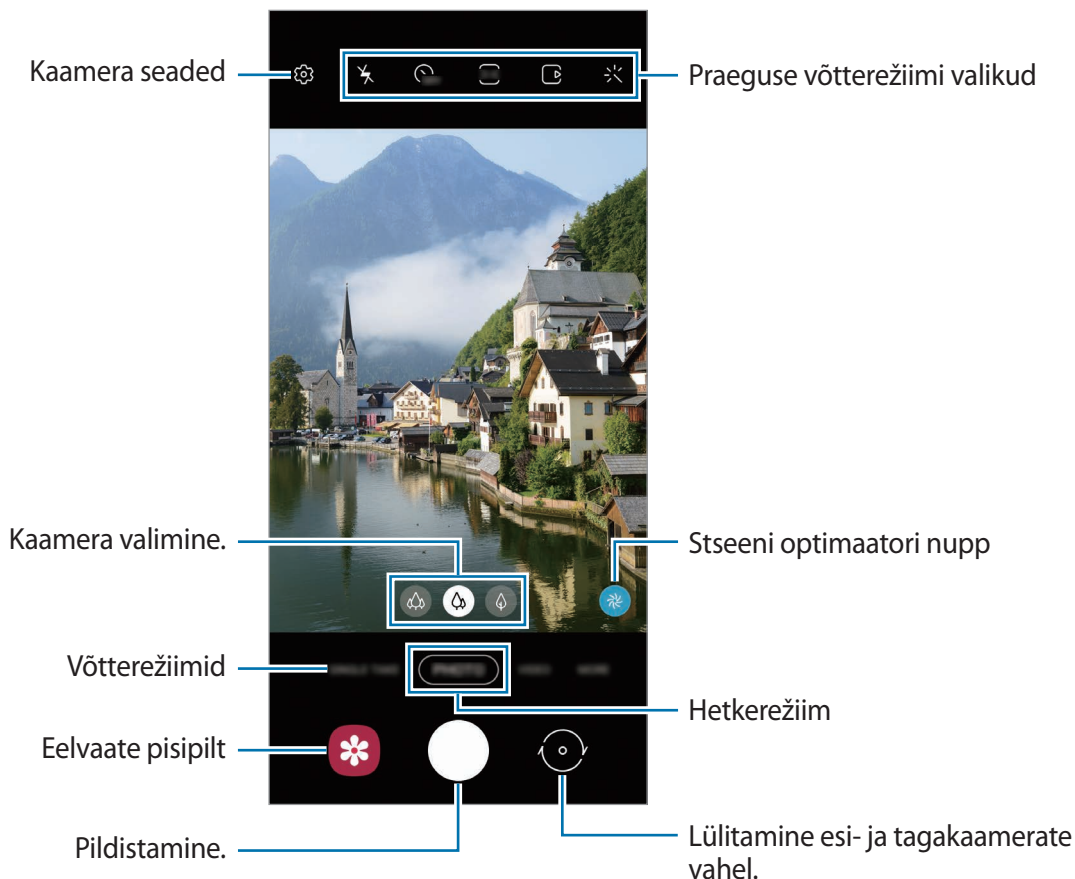 Kaamera seaded
Praeguse võtterežiimi valikud
Kaamera valimine.
Stseeni optimaatori nupp
Võtterežiimid
Hetkerežiim
Eelvaate pisipilt
Pildistamine.
Lülitamine esi- ja tagakaamerate
vahel.